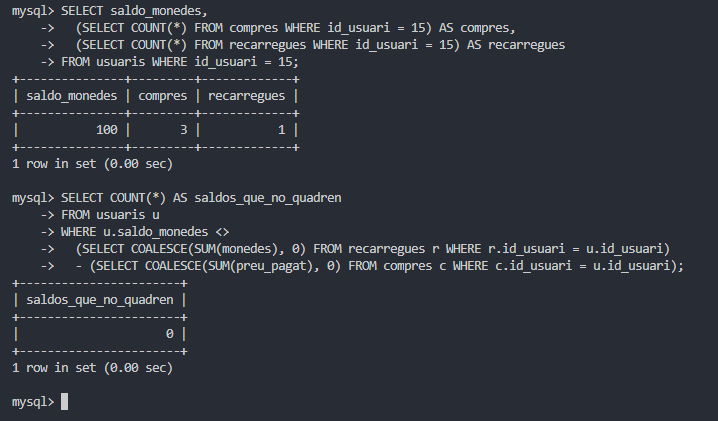 mysql> SELECT saldo_monedes,
    ->   (SELECT COUNT(*) FROM compres WHERE id_usuari = 15) AS compres,
    ->   (SELECT COUNT(*) FROM recarregues WHERE id_usuari = 15) AS recarregues
    -> FROM usuaris WHERE id_usuari = 15;
+---------------+---------+-------------+
| saldo_monedes | compres | recarregues |
+---------------+---------+-------------+
|           100 |       3 |           1 |
+---------------+---------+-------------+
1 row in set (0.00 sec)

mysql> SELECT COUNT(*) AS saldos_que_no_quadren
    -> FROM usuaris u
    -> WHERE u.saldo_monedes <>
    ->   (SELECT COALESCE(SUM(monedes), 0) FROM recarregues r WHERE r.id_usuari = u.id_usuari)
    ->   - (SELECT COALESCE(SUM(preu_pagat), 0) FROM compres c WHERE c.id_usuari = u.id_usuari);
+-----------------------+
| saldos_que_no_quadren |
+-----------------------+
|                     0 |
+-----------------------+
1 row in set (0.00 sec)

mysql>